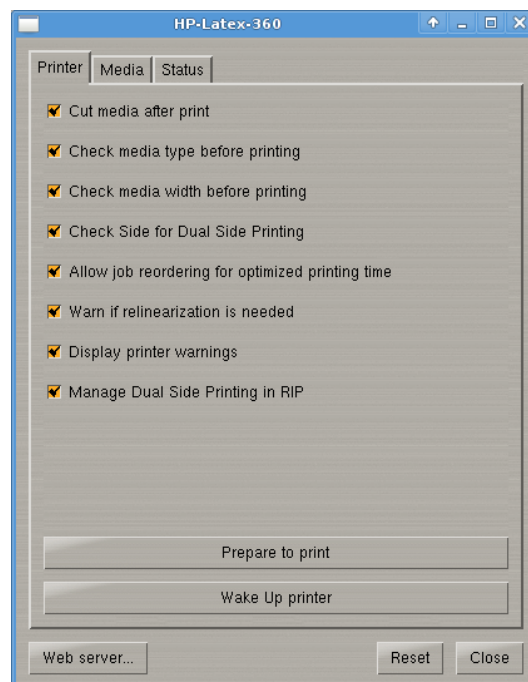 HP-Latex-360
Printer Media Status
Cut media after print
Check media type before printing
Check media width before printing
Check Side for Dual Side Printing
Allow job reordering for optimized printing time
Warn if relinearization is needed
Display printer warnings
Manage Dual Side Printing in RIP
Prepare to print
Wake Up printer
Web server... Reset Close